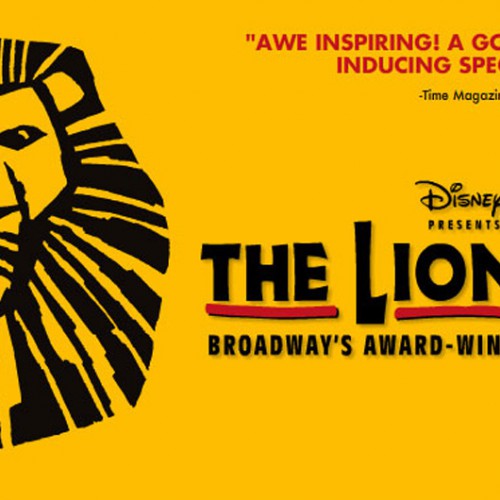 "AWE INSPIRING! A GO
INDUCING SPEC
-Time Magazin
DISNEY
PRESENTS
THE LION
BROADWAY'S AWARD-WIN